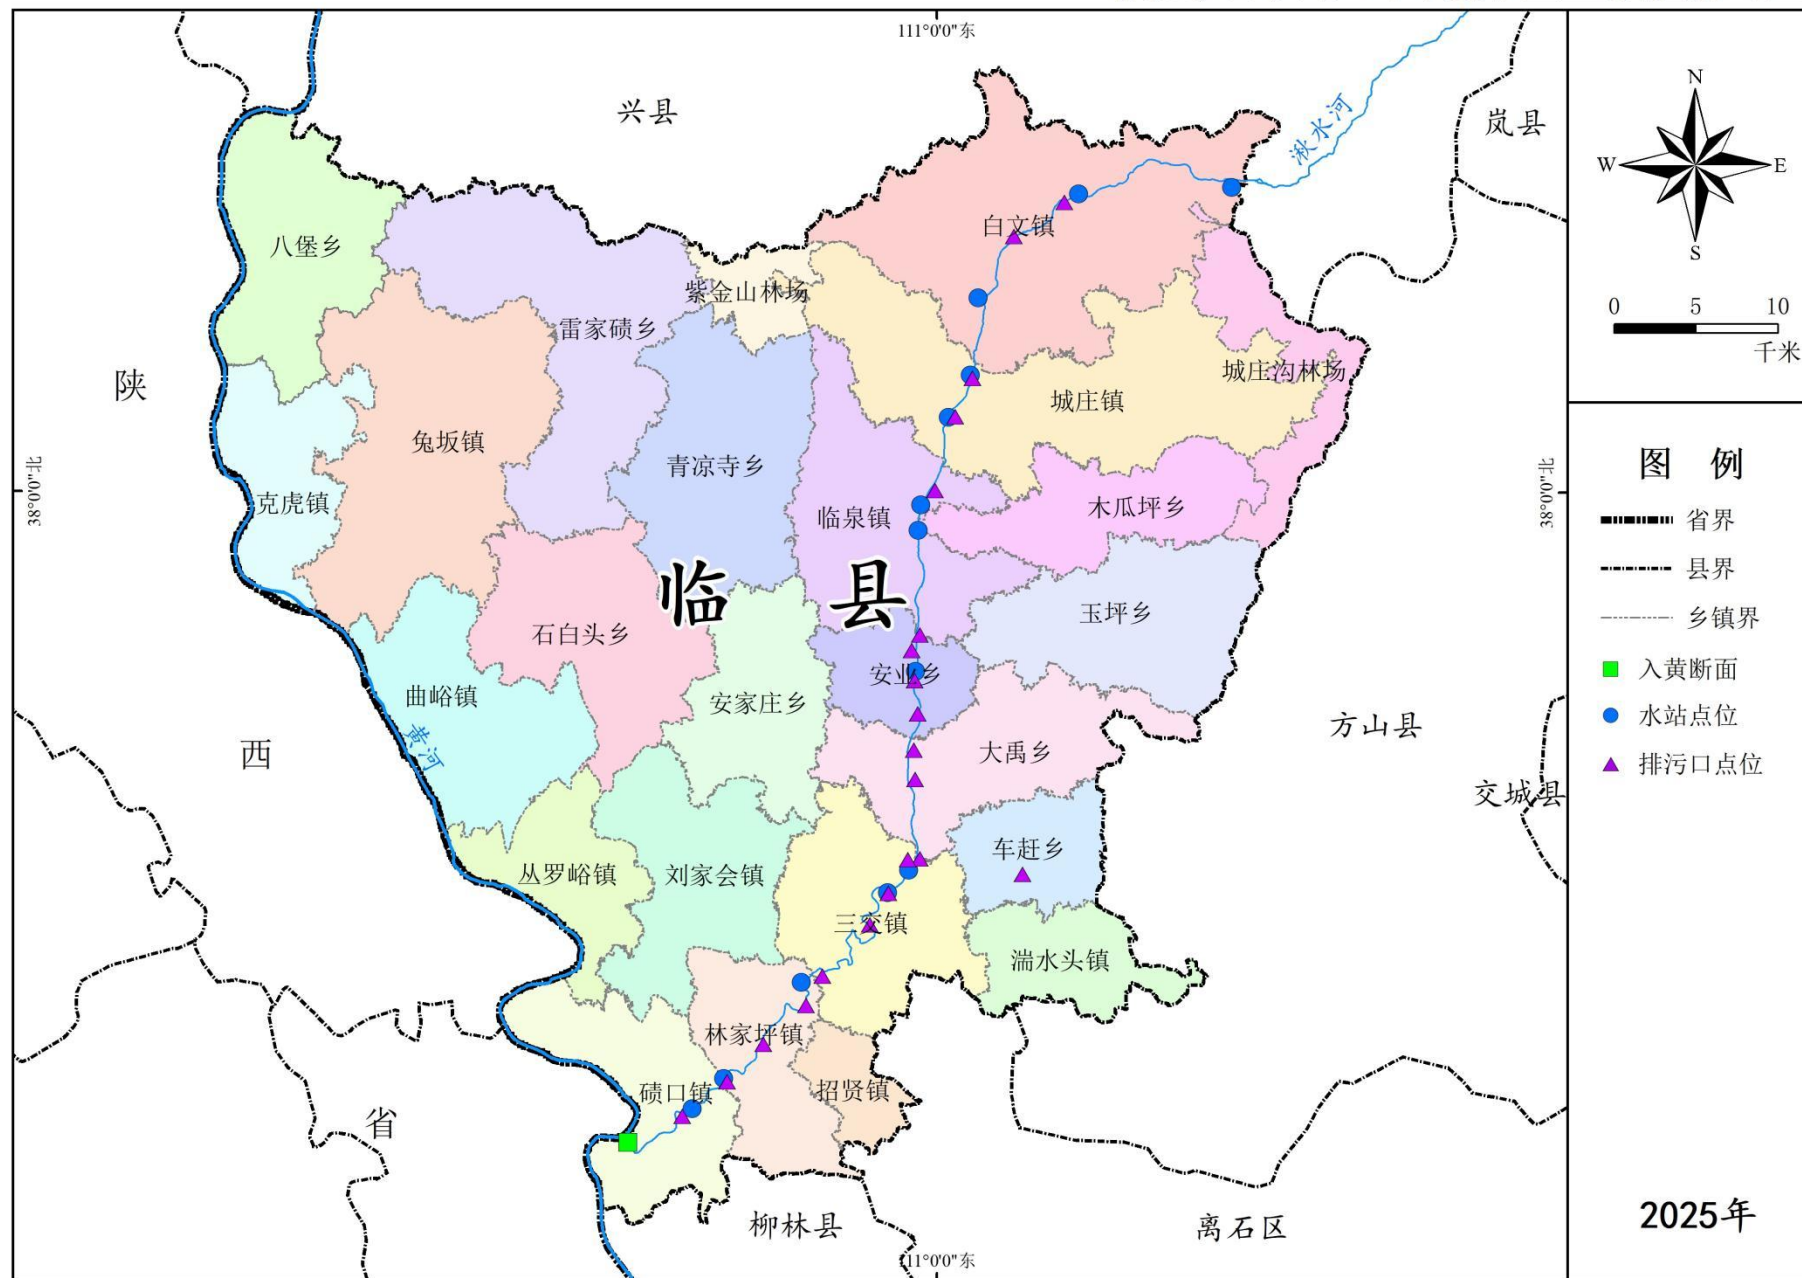 111°0'0"东
兴县
岚县
湫水河
N
W
E
S
八堡乡
白文镇
紫金山林场
雷家碛乡
0 5 10
千米
陕
城庄沟林场
城庄镇
兔坂镇
青凉寺乡
38°0'0"北
38°0'0"北
克虎镇
临泉镇
木瓜坪乡
图 例
省界
县界
乡镇界
入黄断面
水站点位
排污口点位
临 县
玉坪乡
石白头乡
安业乡
曲峪镇
安家庄乡
黄河
方山县
西
大禹乡
交城县
车赶乡
丛罗峪镇
刘家会镇
三交镇
湍水头镇
林家坪镇
碛口镇
招贤镇
省
柳林县
离石区
2025年
111°0'0"东